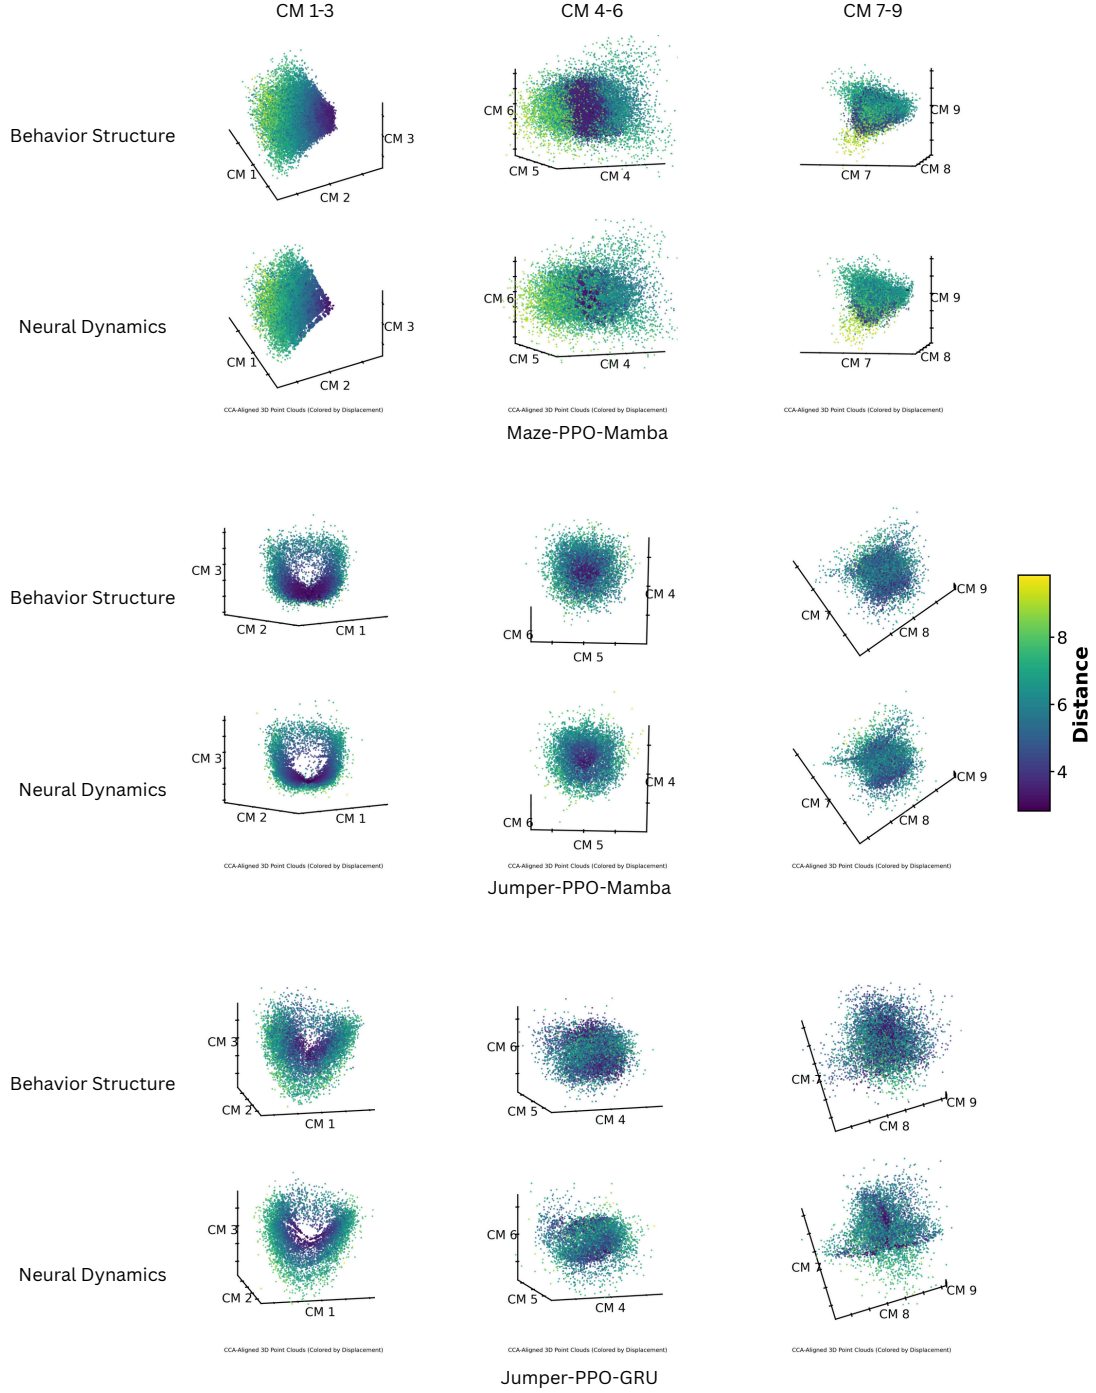 CM 1-3 CM 4-6 CM 7-9
Behavior Structure
CM 1 CM 2 CM 3
CM 6 CM 5 CM 4
CM 7 CM 8 CM 9
Neural Dynamics
CM 1 CM 2 CM 3
CM 6 CM 5 CM 4
CM 7 CM 8 CM 9
CCA-Aligned 3D Point Clouds (Colored by Displacement) CCA-Aligned 3D Point Clouds (Colored by Displacement) CCA-Aligned 3D Point Clouds (Colored by Displacement)
Maze-PPO-Mamba
Behavior Structure
CM 3 CM 2 CM 1
CM 6 CM 5 CM 4
CM 7 CM 8 CM 9
Neural Dynamics
CM 3 CM 2 CM 1
CM 6 CM 5 CM 4
CM 7 CM 8 CM 9
8
6
4
Distance
CCA-Aligned 3D Point Clouds (Colored by Displacement) CCA-Aligned 3D Point Clouds (Colored by Displacement) CCA-Aligned 3D Point Clouds (Colored by Displacement)
Jumper-PPO-Mamba
Behavior Structure
CM 3 CM 2 CM 1
CM 6 CM 5 CM 4
CM 7 CM 8 CM 9
Neural Dynamics
CM 3 CM 2 CM 1
CM 6 CM 5 CM 4
CM 7 CM 8 CM 9
CCA-Aligned 3D Point Clouds (Colored by Displacement) CCA-Aligned 3D Point Clouds (Colored by Displacement) CCA-Aligned 3D Point Clouds (Colored by Displacement)
Jumper-PPO-GRU